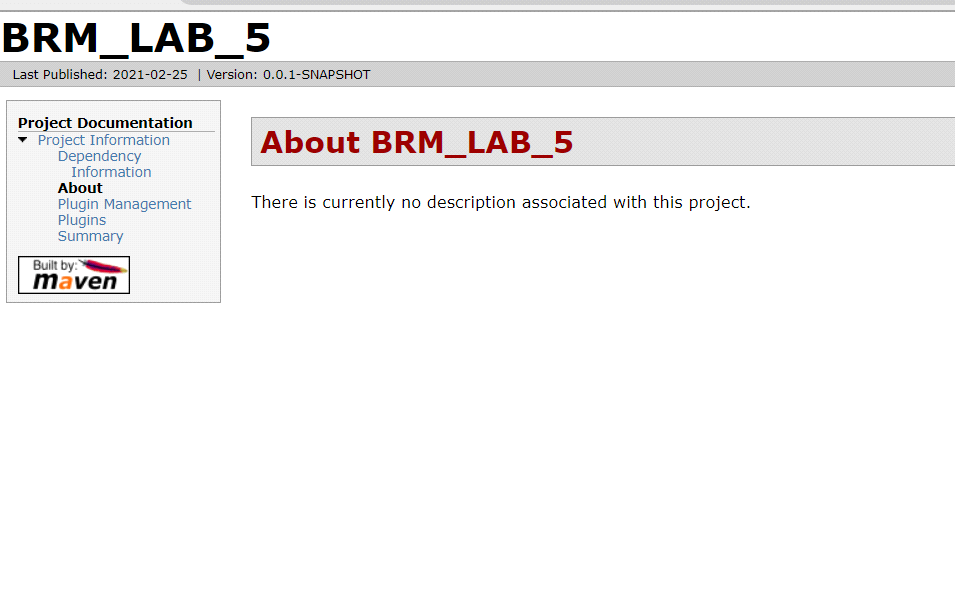 BRM_LAB_5
Last Published: 2021-02-25 | Version: 0.0.1-SNAPSHOT
Project Documentation
Project Information
Dependency
Information
About
Plugin Management
Plugins
Summary
Built by:
maven
About BRM_LAB_5
There is currently no description associated with this project.